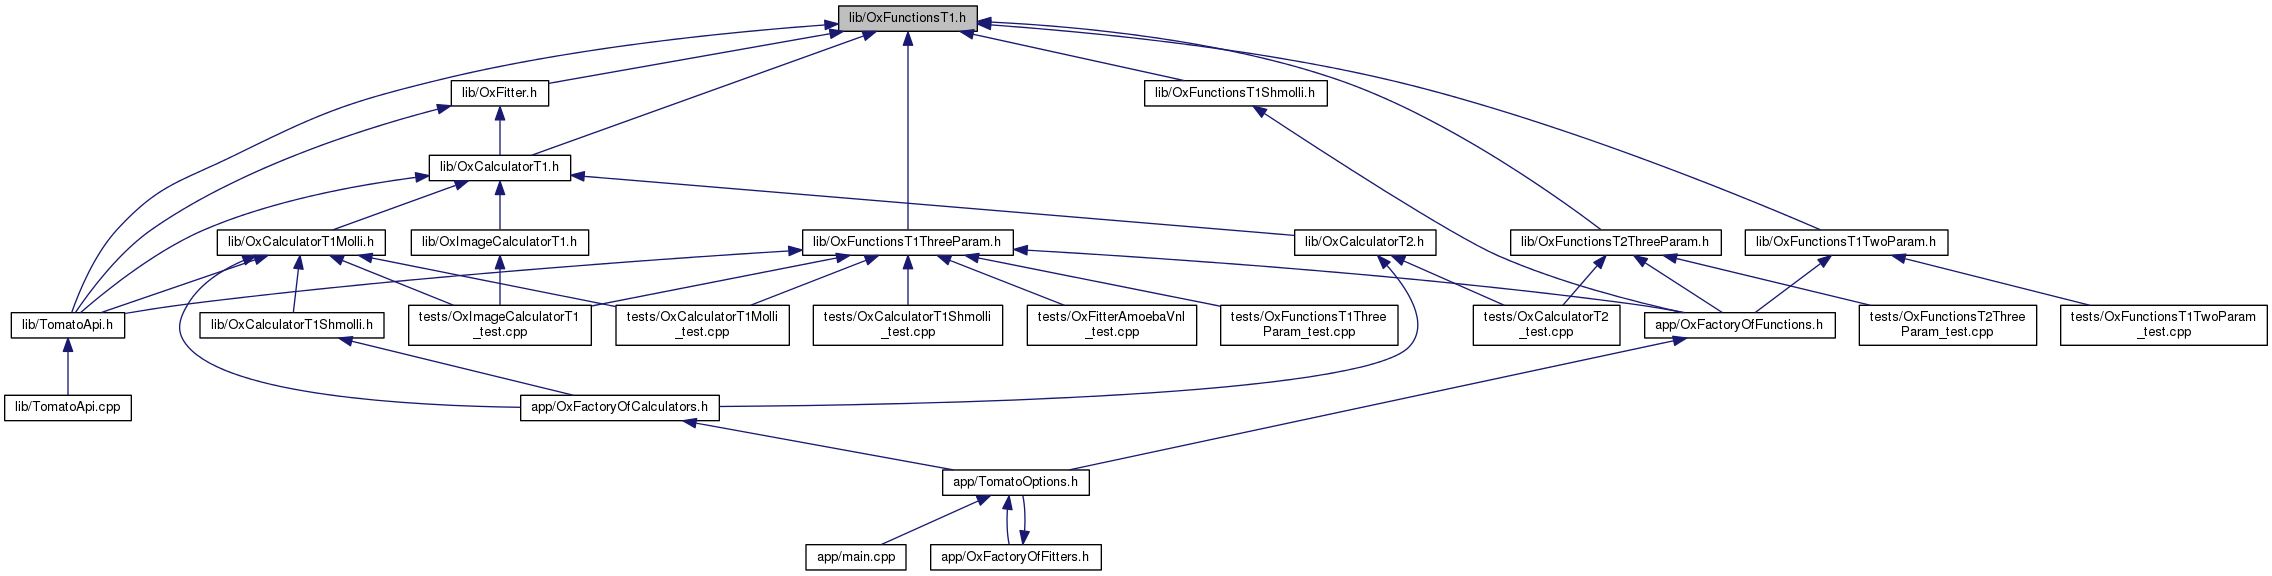 lib/OxFunctionsT1.h
lib/OxFitter.h
lib/OxFunctionsT1Shmolli.h
lib/OxCalculatorT1.h
lib/OxCalculatorT1Molli.h
lib/OxImageCalculatorT1.h
lib/OxFunctionsT1ThreeParam.h
lib/OxCalculatorT2.h
lib/OxFunctionsT2ThreeParam.h
lib/OxFunctionsT1TwoParam.h
lib/TomatoApi.h
lib/OxCalculatorT1Shmolli.h
tests/OxImageCalculatorT1
_test.cpp
tests/OxCalculatorT1Molli
_test.cpp
tests/OxCalculatorT1Shmolli
_test.cpp
tests/OxFitterAmoebaVnl
_test.cpp
tests/OxFunctionsT1Three
Param_test.cpp
tests/OxCalculatorT2
_test.cpp
app/OxFactoryOfFunctions.h
tests/OxFunctionsT2Three
Param_test.cpp
tests/OxFunctionsT1TwoParam
_test.cpp
lib/TomatoApi.cpp
app/OxFactoryOfCalculators.h
app/TomatoOptions.h
app/main.cpp
app/OxFactoryOfFitters.h